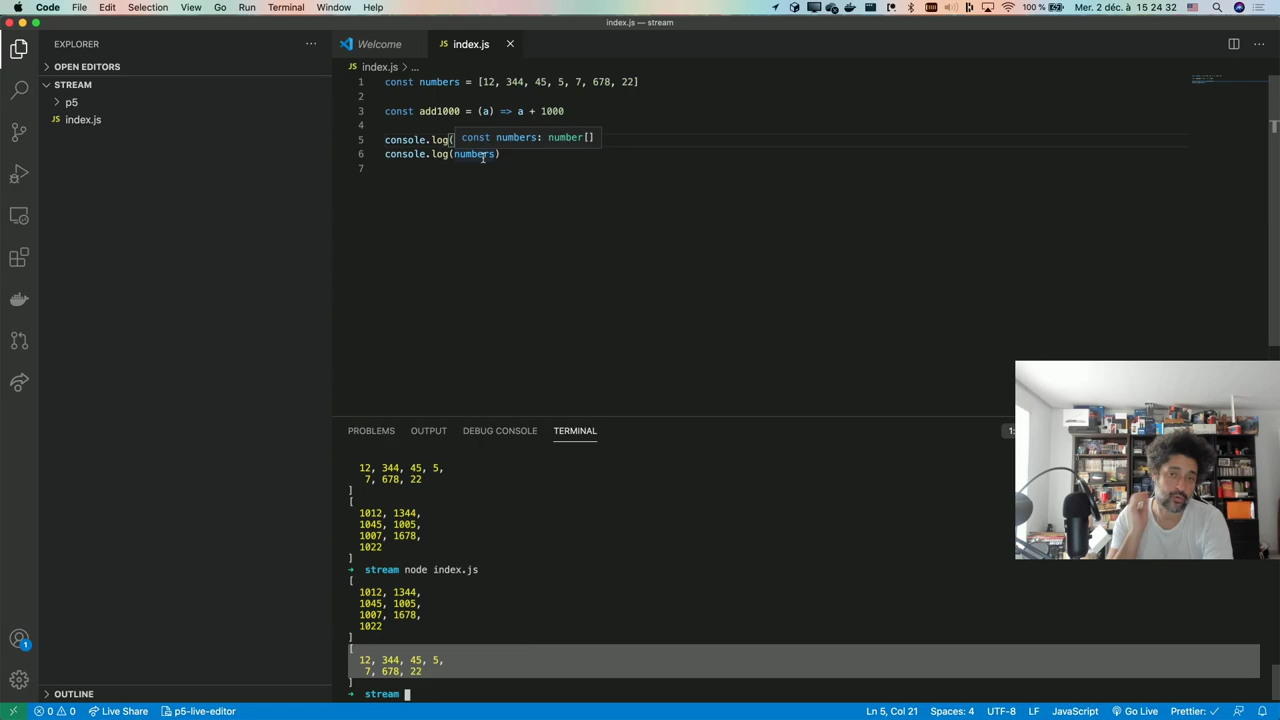 Code File Edit Selection View Go Run Terminal Window Help 100 % Mer. 2 déc. à 15 24 32
index.js — stream
EXPLORER
Welcome
JS index.js
OPEN EDITORS
JS index.js > ...
STREAM
p5
JS index.js
1 const numbers = [12, 344, 45, 5, 7, 678, 22]
2
3 const add1000 = (a) => a + 1000
4
const numbers: number[]
5 console.log(
6 console.log(numbers)
7
PROBLEMS OUTPUT DEBUG CONSOLE TERMINAL 1:
12, 344, 45, 5,
7, 678, 22
]
[
1012, 1344,
1045, 1005,
1007, 1678,
1022
]
→ stream node index.js
[
1012, 1344,
1045, 1005,
1007, 1678,
1022
]
[
12, 344, 45, 5,
7, 678, 22
]
→ stream
1
OUTLINE
0 0 Live Share p5-live-editor Ln 5, Col 21 Spaces: 4 UTF-8 LF JavaScript Go Live Prettier: ✓